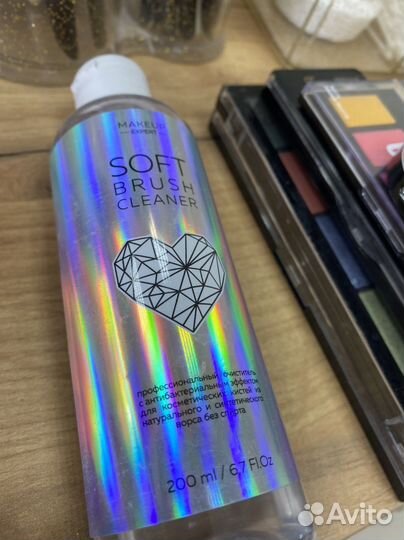 MAKEUP
EXPERT
SOFT
BRUSH
CLEANER
профессиональный очиститель
с антибактериальным эффектом
для косметических кистей из
натурального и синтетического
ворса без спирта
200 ml / 6,7 Fl.Oz
Avito